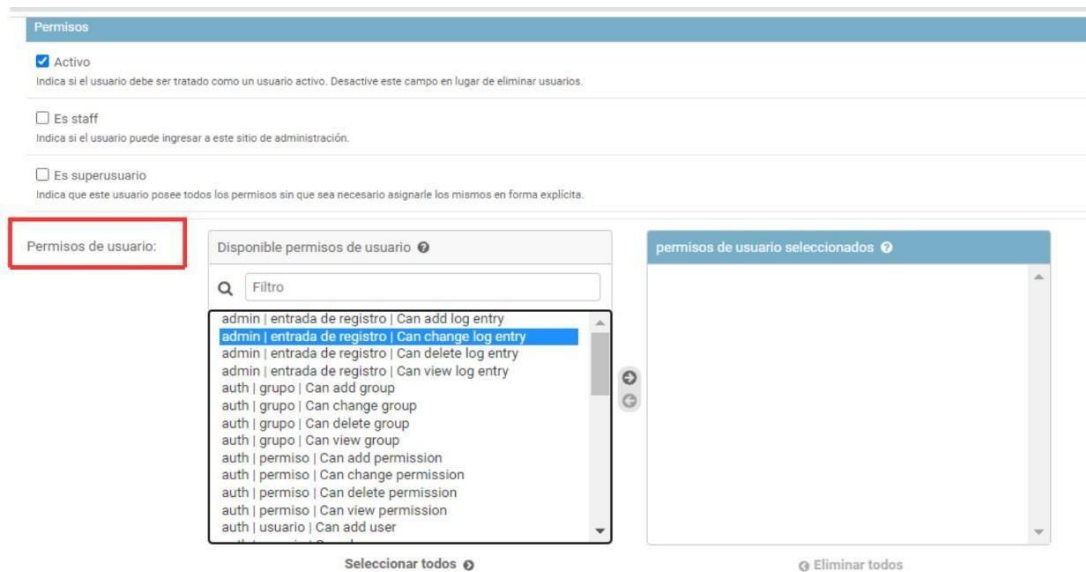 Permisos
Activo
Indica si el usuario debe ser tratado como un usuario activo. Desactive este campo en lugar de eliminar usuarios.
Es staff
Indica si el usuario puede ingresar a este sitio de administración.
Es superusuario
Indica que este usuario posee todos los permisos sin que sea necesario asignarle los mismos en forma explícita.
Permisos de usuario:
Disponible permisos de usuario
Filtro
admin | entrada de registro | Can add log entry
admin | entrada de registro | Can change log entry
admin | entrada de registro | Can delete log entry
admin | entrada de registro | Can view log entry
auth | grupo | Can add group
auth | grupo | Can change group
auth | grupo | Can delete group
auth | grupo | Can view group
auth | permiso | Can add permission
auth | permiso | Can change permission
auth | permiso | Can delete permission
auth | permiso | Can view permission
auth | usuario | Can add user
Seleccionar todos
permisos de usuario seleccionados
Eliminar todos